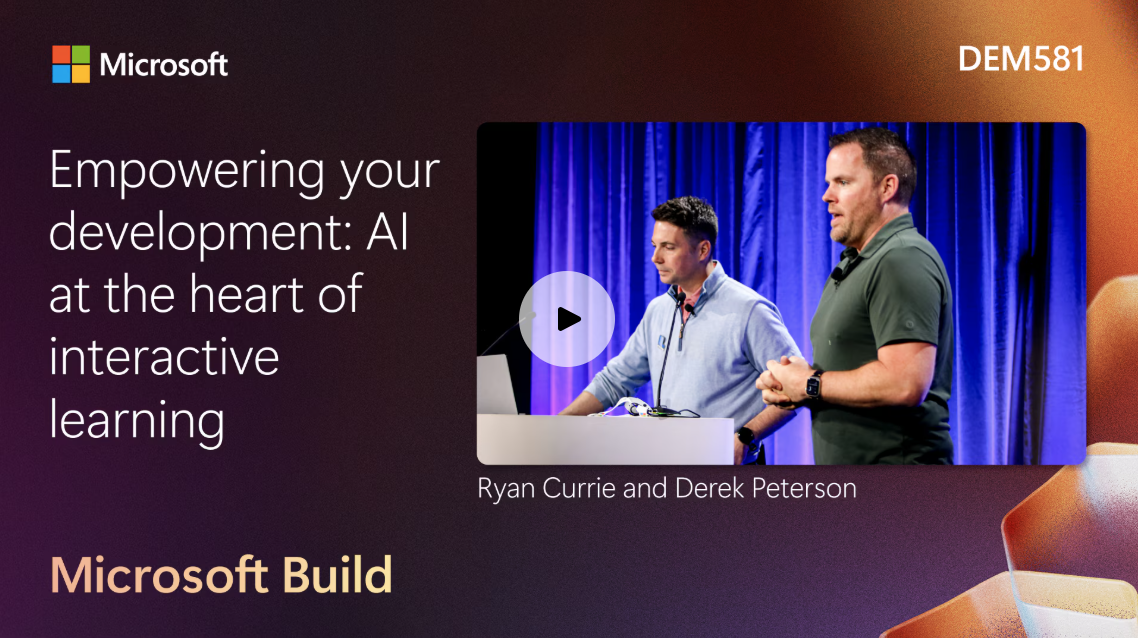 Microsoft
DEM581
Empowering your
development: AI
at the heart of
interactive
learning
Ryan Currie and Derek Peterson
Microsoft Build